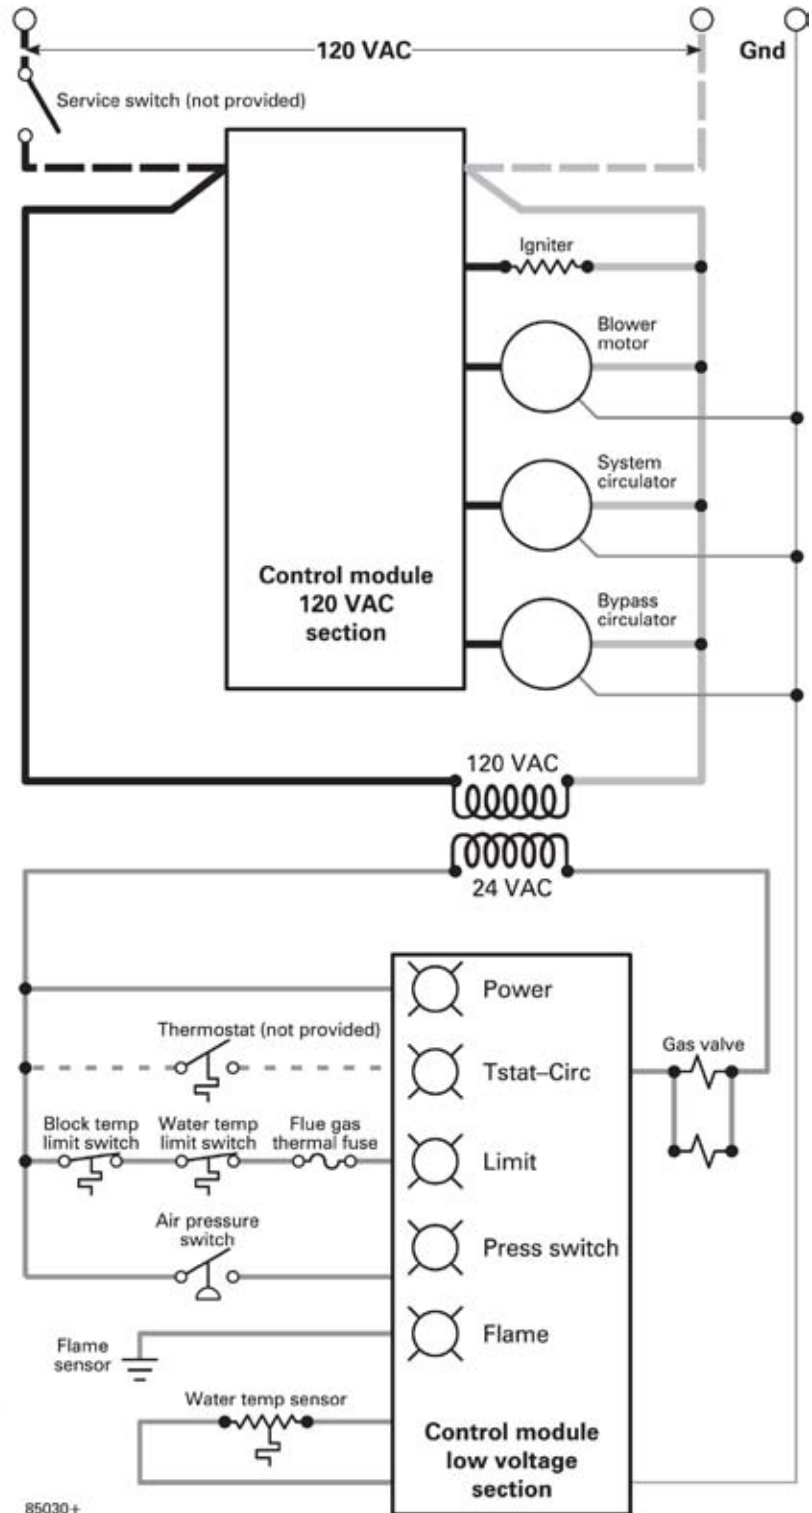 120 VAC
Gnd
Service switch (not provided)
Igniter
Blower
motor
System
circulator
Control module
120 VAC
section
Bypass
circulator
120 VAC
24 VAC
Power
Thermostat (not provided)
Tstat–Circ
Gas valve
Block temp
limit switch
Water temp
limit switch
Flue gas
thermal fuse
Limit
Air pressure
switch
Press switch
Flame
Flame
sensor
Water temp sensor
Control module
low voltage
section
85030+